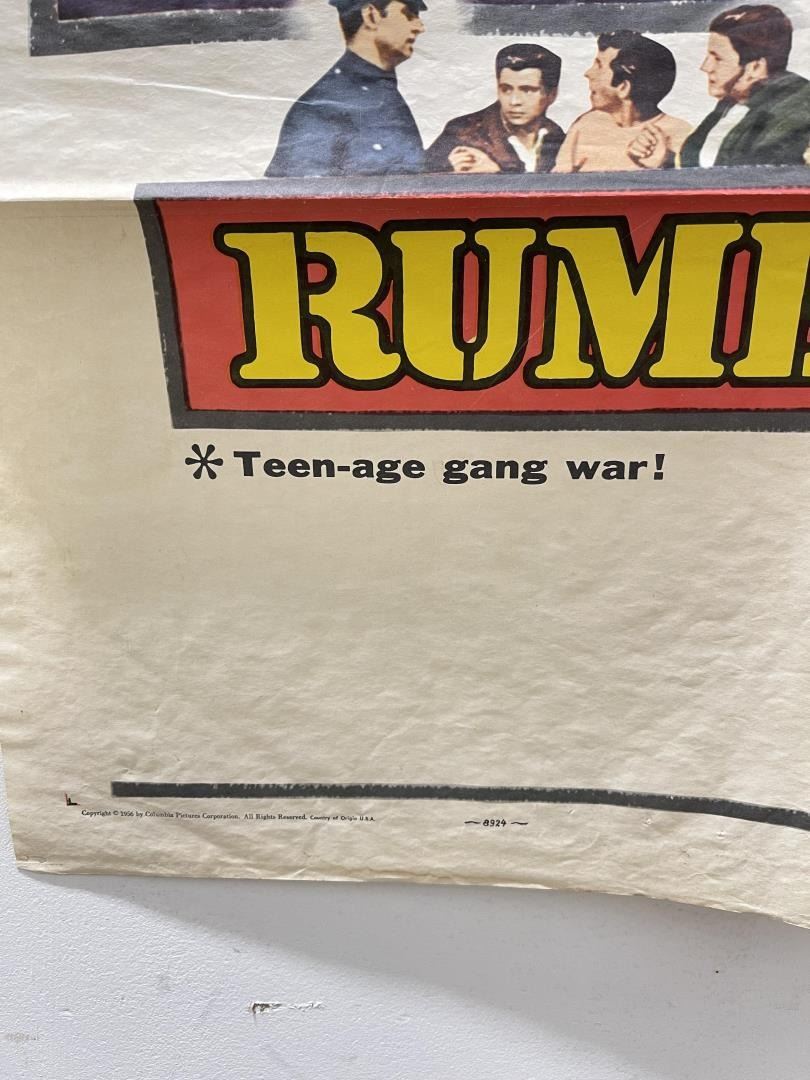 RUM
* Teen-age gang war!
Copyright © 1956 by Columbia Pictures Corporation. All Rights Reserved. Country of Origin U.S.A.
~ 8924 ~